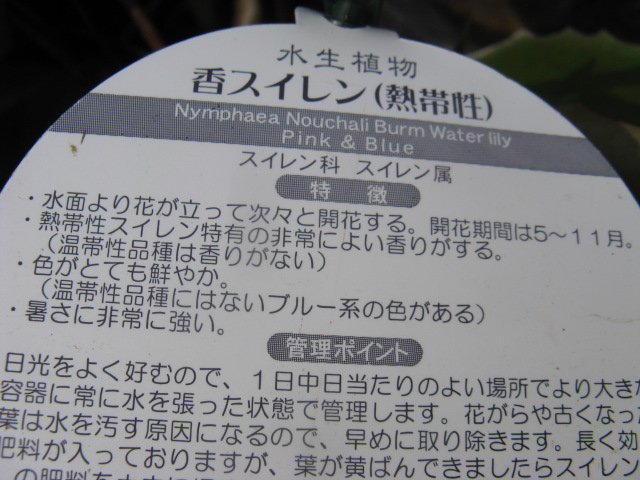 水生植物
香スイレン(熱帯性)
Nymphaea Nouchali Burm Water lily
Pink & Blue
スイレン科 スイレン属
特 徴
・水面より花が立って次々と開花する。開花期間は5〜11月。
・熱帯性スイレン特有の非常によい香りがする。
(温帯性品種は香りがない)
・色がとても鮮やか。
(温帯性品種にはないブルー系の色がある)
・暑さに非常に強い。
管理ポイント
日光をよく好むので、1日中日当たりのよい場所でより大きな
容器に常に水を張った状態で管理します。花がらや古くなった
葉は水を汚す原因になるので、早めに取り除きます。長く効
肥料が入っておりますが、葉が黄ばんできましたらスイレン
の肥料を